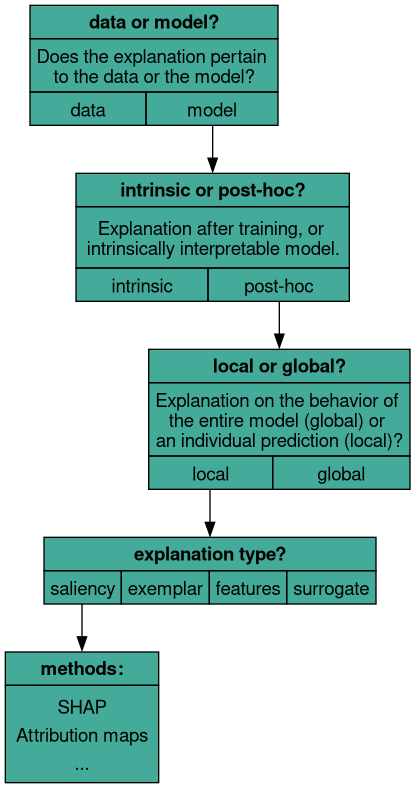 data or model?
Does the explanation pertain
to the data or the model?
data model
intrinsic or post-hoc?
Explanation after training, or
intrinsically interpretable model.
intrinsic post-hoc
local or global?
Explanation on the behavior of
the entire model (global) or
an individual prediction (local)?
local global
explanation type?
saliency exemplar features surrogate
methods:
SHAP
Attribution maps
...